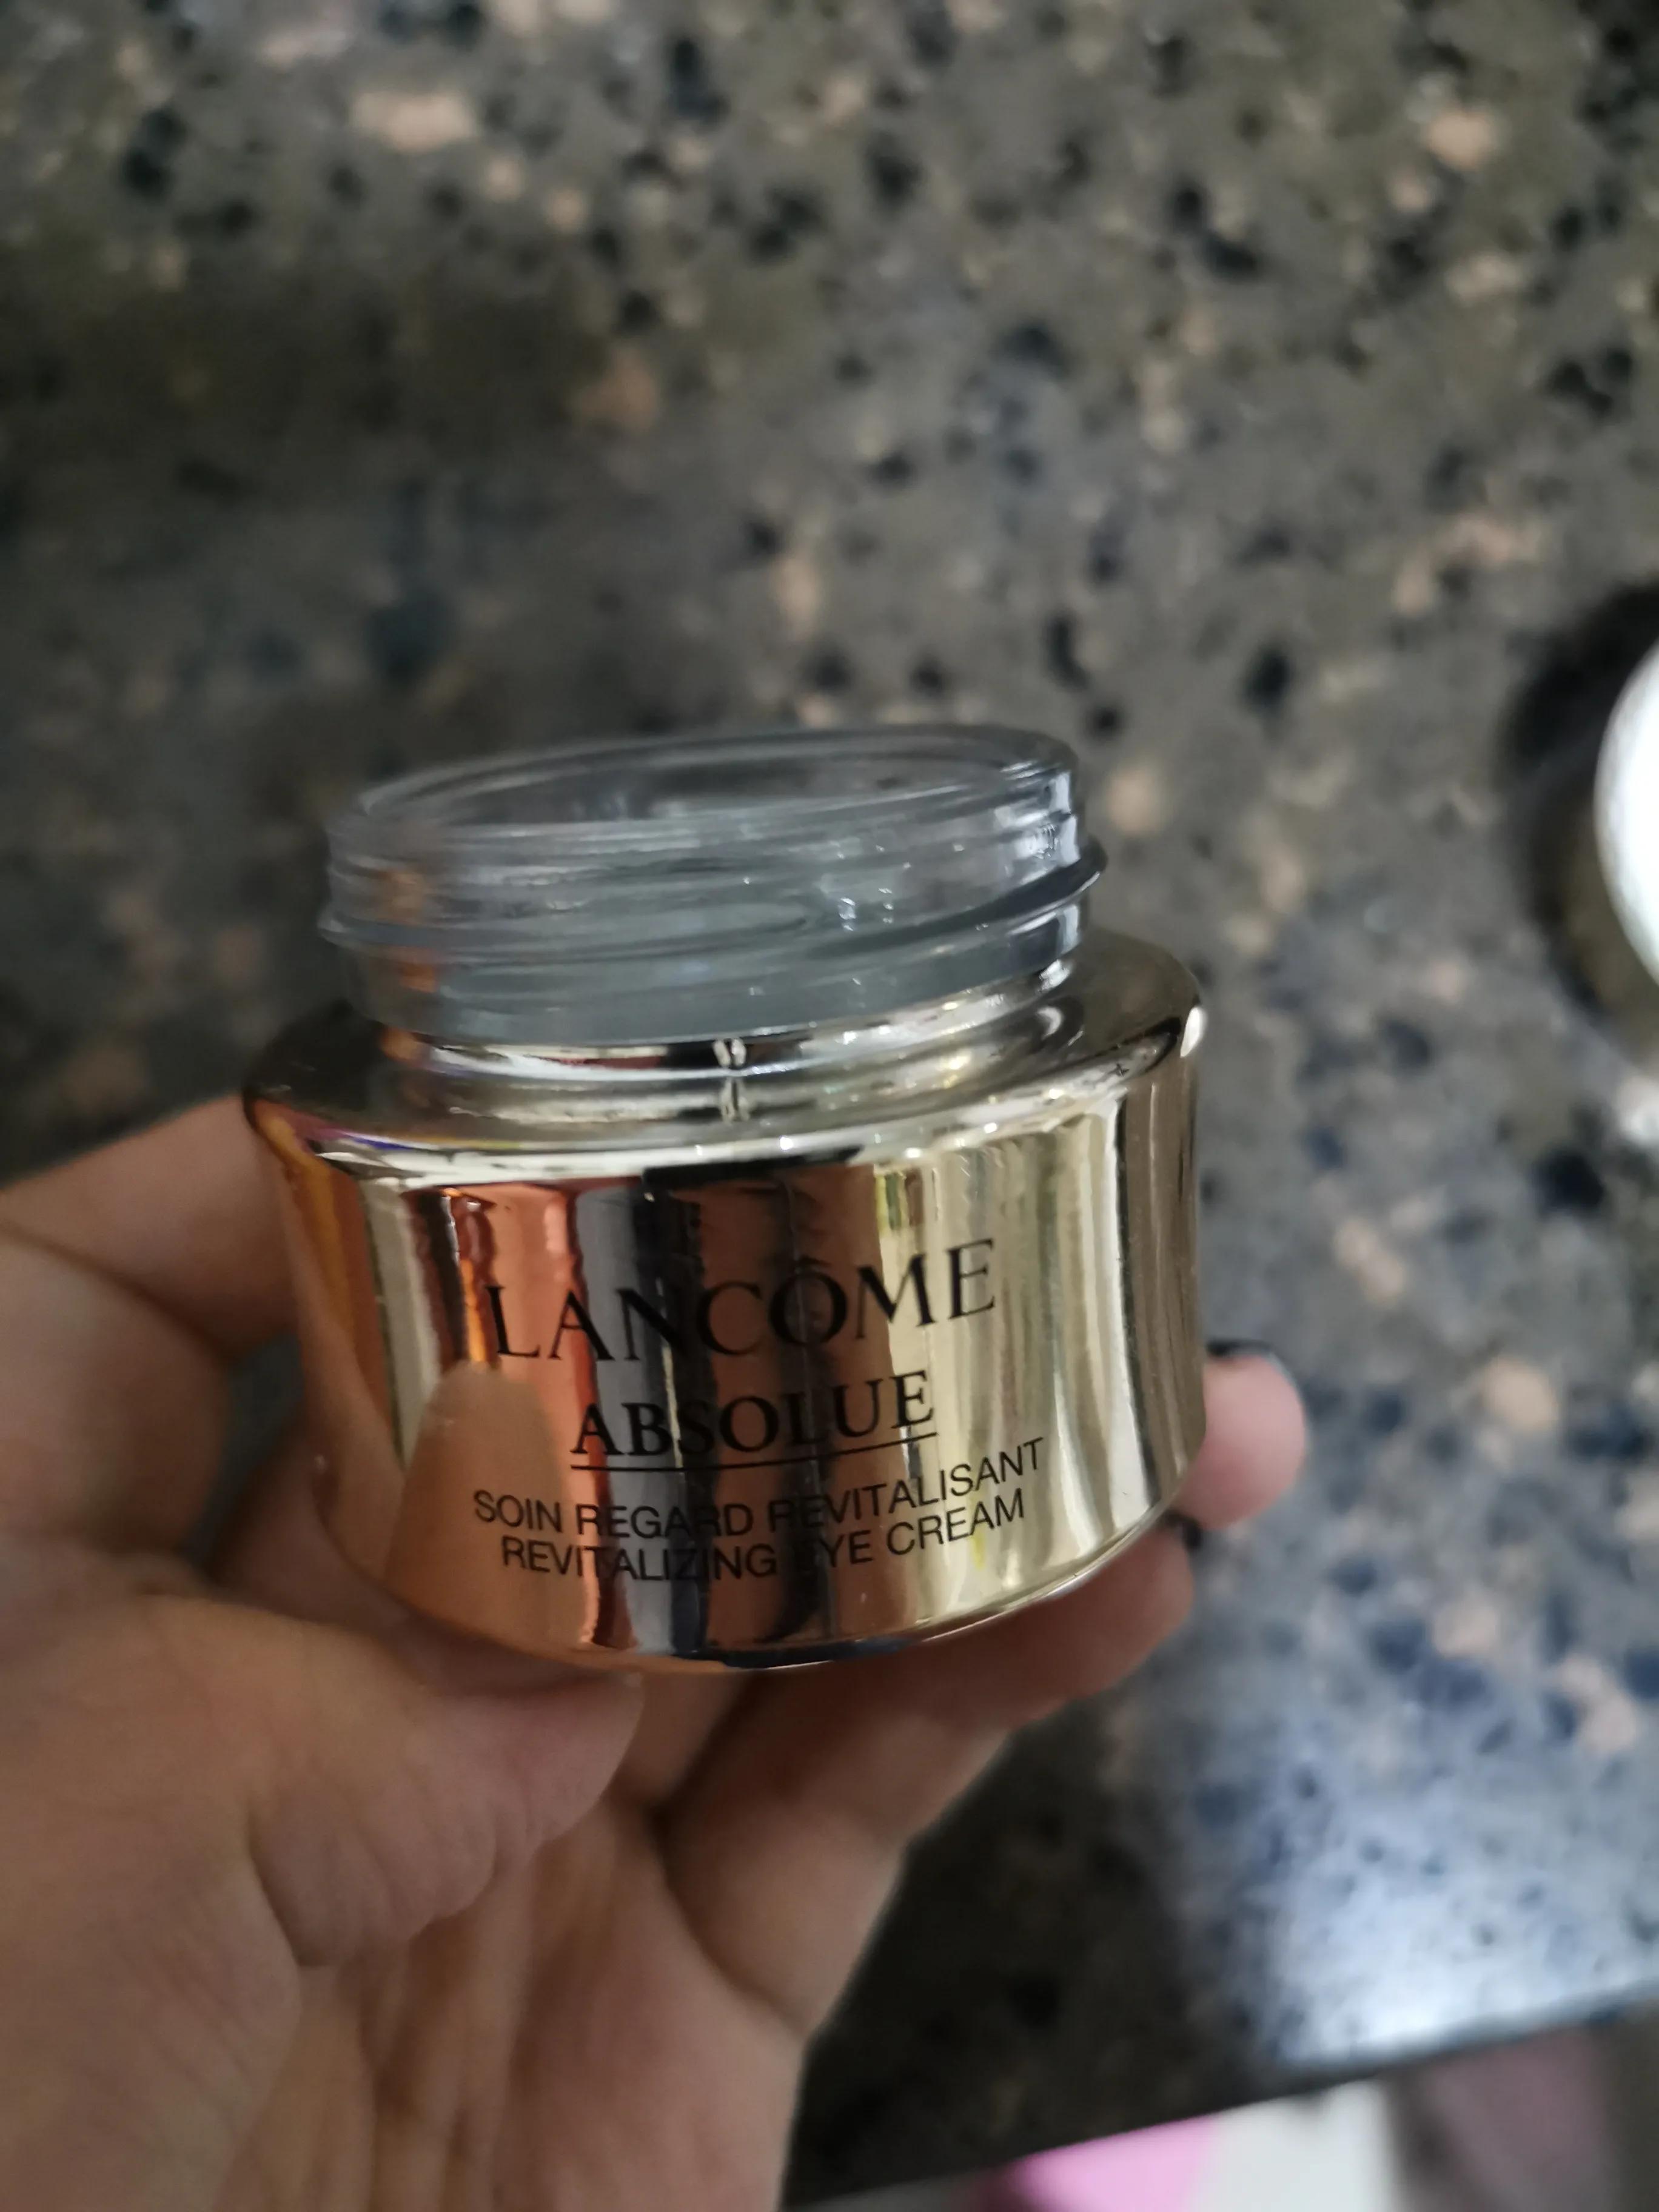 LANCÔME
ABSOLUE
SOIN REGARD REVITALISANT
REVITALIZING EYE CREAM